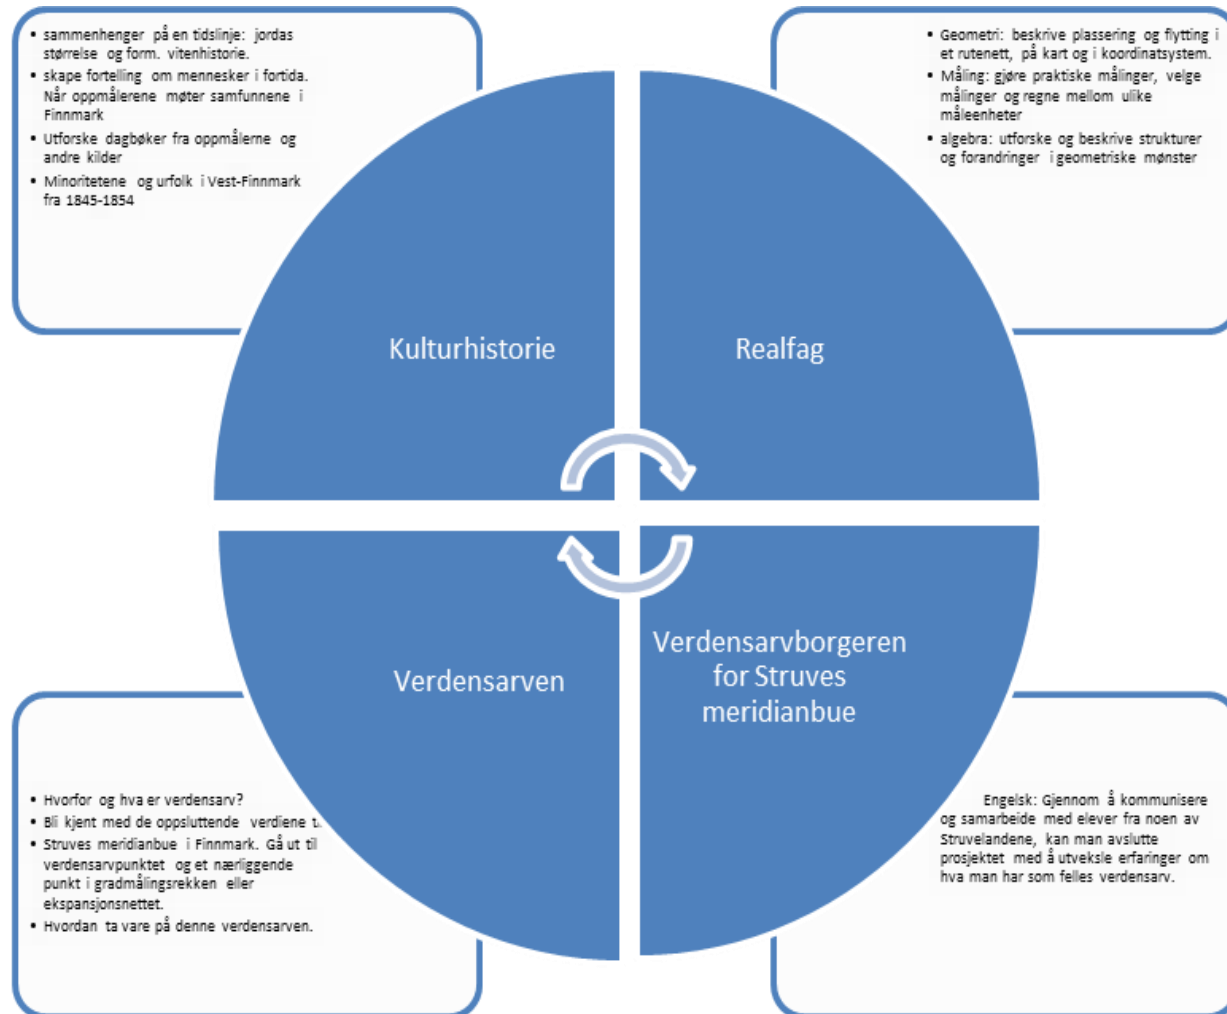 • sammenhenger på en tidslinje: jordas
størrelse og form. vitenhistorie.
• skape fortelling om mennesker i fortida.
Når oppmålerene møter samfunnene i
Finnmark
• Utforske dagbøker fra oppmålerne og
andre kilder
• Minoritetene og urfolk i Vest-Finnmark
fra 1845-1854
• Geometri: beskrive plassering og flytting i
et rutenett, på kart og i koordinatsystem.
• Måling: gjøre praktiske målinger, velge
målinger og regne mellom ulike
måleenheter
• algebra: utforske og beskrive strukturer
og forandringer i geometriske mønster
Kulturhistorie
Realfag
Verdensarven
Verdensarvborgeren
for Struves
meridianbue
• Hvorfor og hva er verdensarv?
• Bli kjent med de oppsluttende verdiene
• Struves meridianbue i Finnmark. Gå ut til
verdensarvpunktet og et nærliggende
punkt i gradmålingsrekken eller
ekspansjonsnettet.
• Hvordan ta vare på denne verdensarven.
Engelsk: Gjennom å kommunisere
og samarbeide med elever fra noen av
Struvelandene, kan man avslutte
prosjektet med å utveksle erfaringer om
hva man har som felles verdensarv.